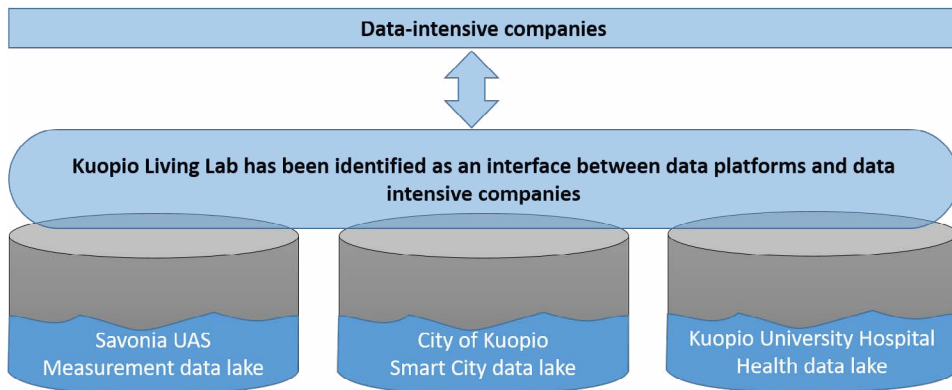 Data-intensive companies
Kuopio Living Lab has been identified as an interface between data platforms and data
intensive companies
Savonia UAS
Measurement data lake
City of Kuopio
Smart City data lake
Kuopio University Hospital
Health data lake